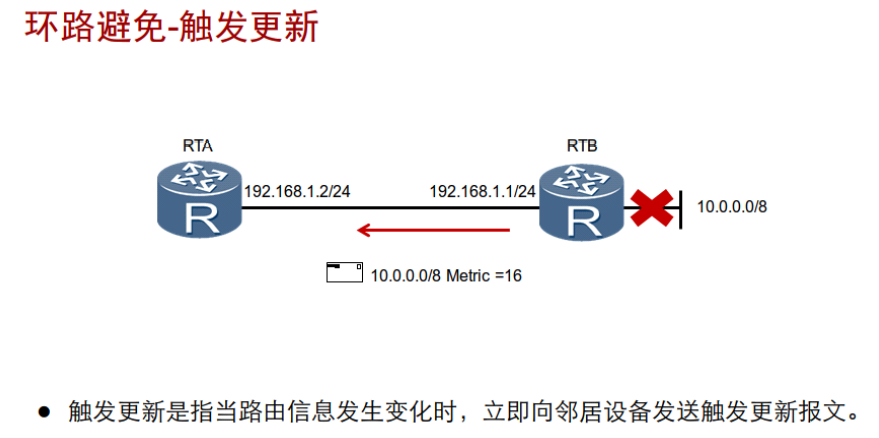 环路避免-触发更新
RTA
RTB
192.168.1.2/24
192.168.1.1/24
10.0.0.0/8
R
R
10.0.0.0/8 Metric =16
● 触发更新是指当路由信息发生变化时，立即向邻居设备发送触发更新报文。